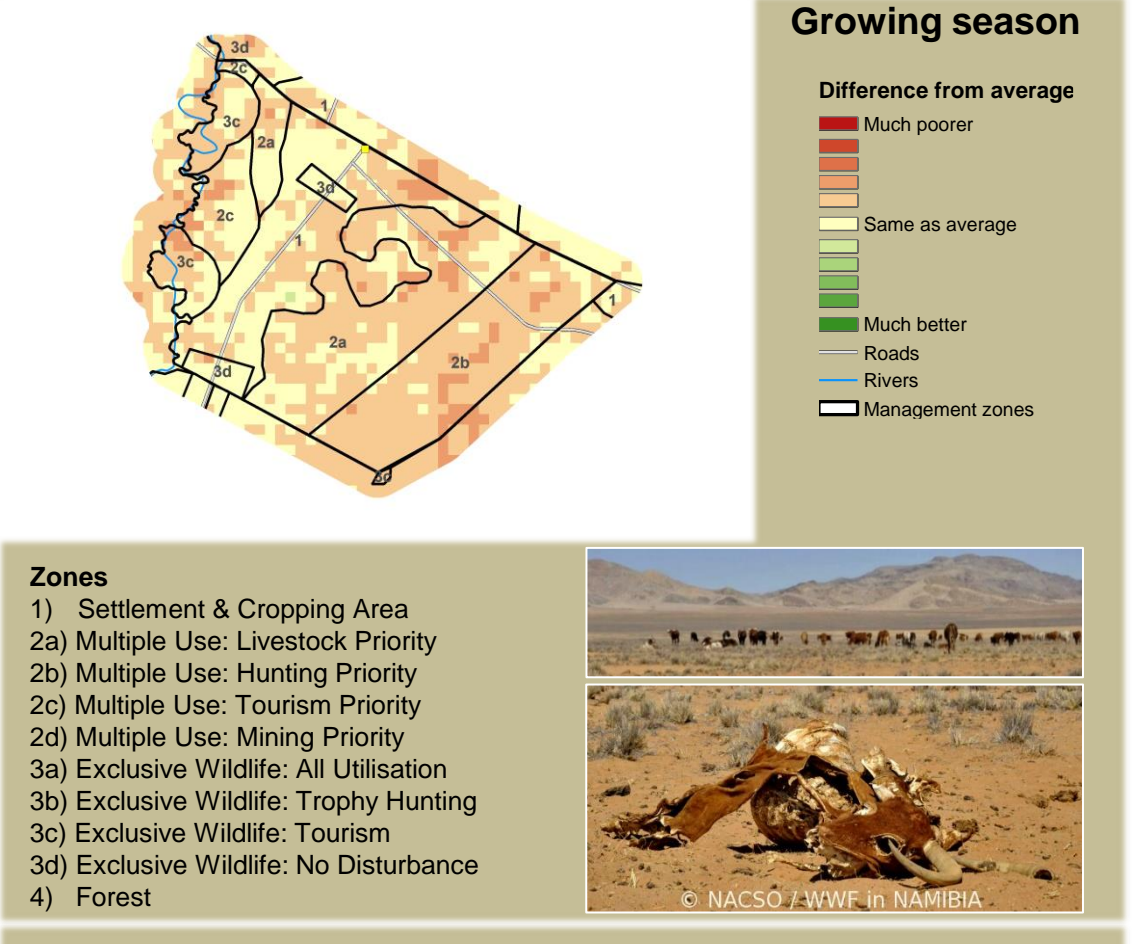 Growing season
Difference from average
Much poorer
Same as average
Much better
Roads
Rivers
Management zones
3d
2c
1
3c
2a
3d
2c
1
3c
1
2a
2b
3d
3c
Zones
1) Settlement & Cropping Area
2a) Multiple Use: Livestock Priority
2b) Multiple Use: Hunting Priority
2c) Multiple Use: Tourism Priority
2d) Multiple Use: Mining Priority
3a) Exclusive Wildlife: All Utilisation
3b) Exclusive Wildlife: Trophy Hunting
3c) Exclusive Wildlife: Tourism
3d) Exclusive Wildlife: No Disturbance
4) Forest
© NACSO / WWF in NAMIBIA